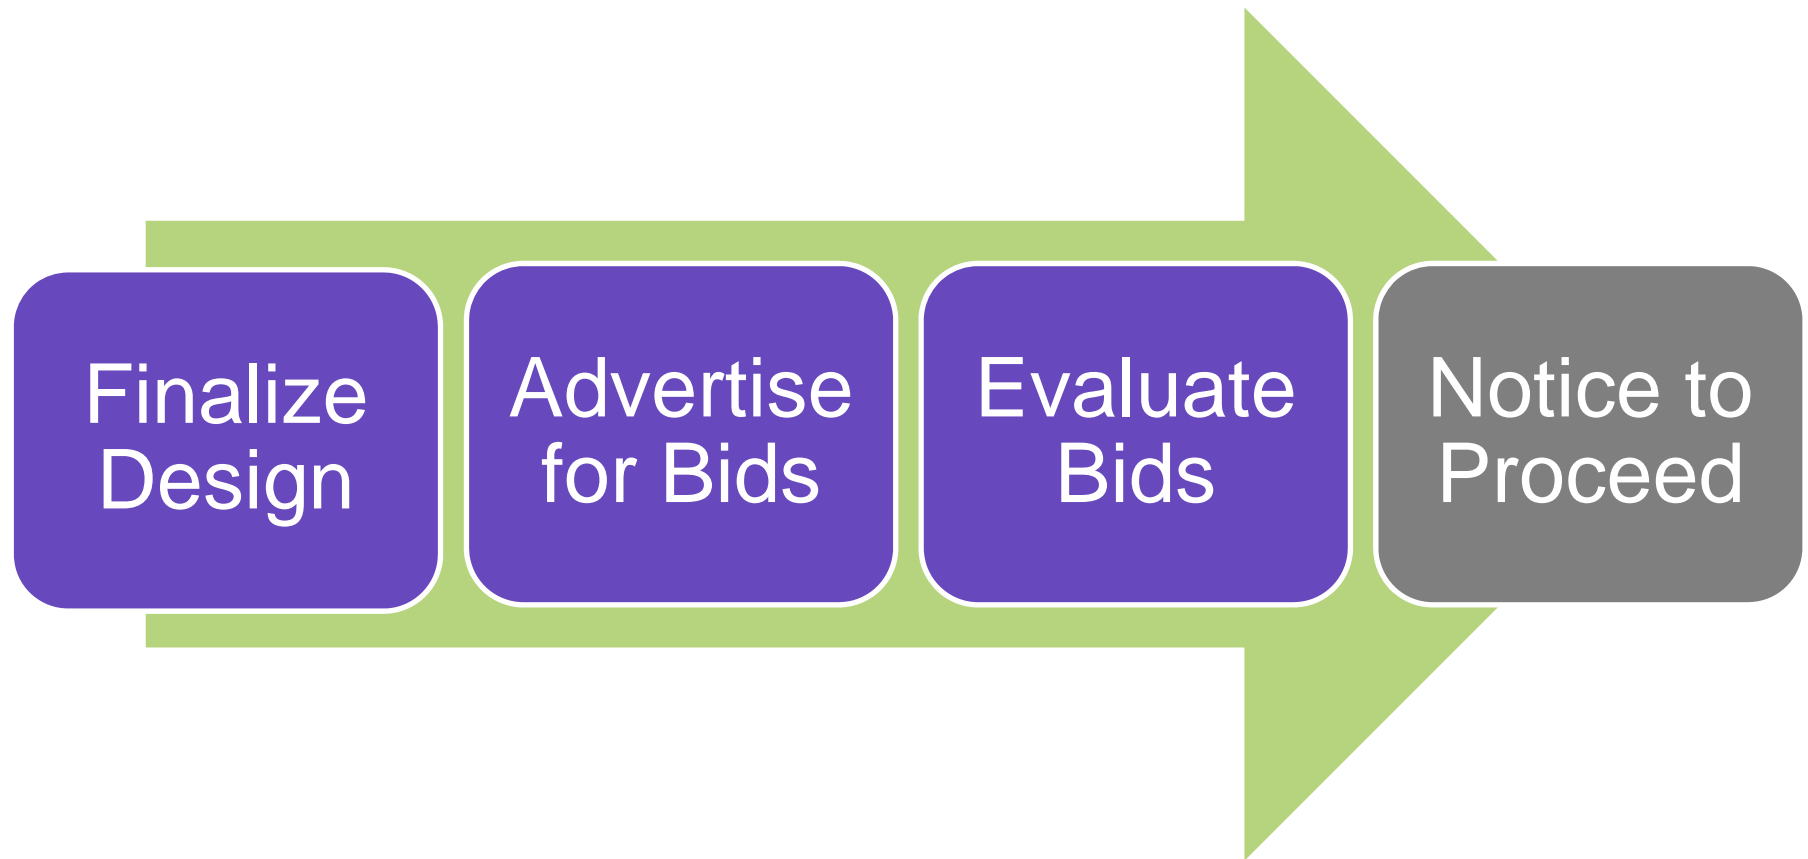 Finalize
Design
Advertise
for Bids
Evaluate
Bids
Notice to
Proceed